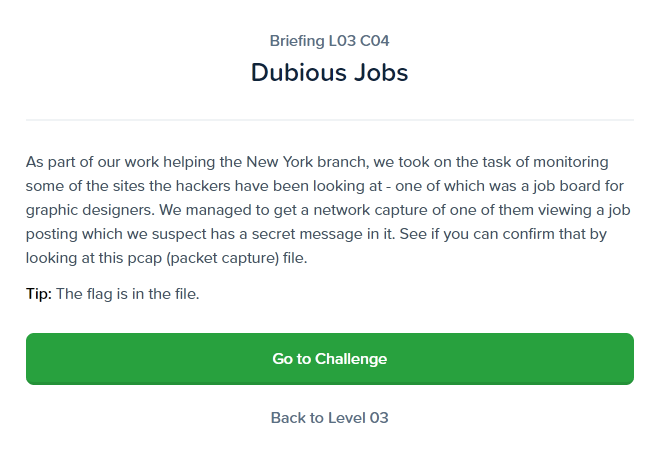 Briefing L03 C04
Dubious Jobs
As part of our work helping the New York branch, we took on the task of monitoring
some of the sites the hackers have been looking at - one of which was a job board for
graphic designers. We managed to get a network capture of one of them viewing a job
posting which we suspect has a secret message in it. See if you can confirm that by
looking at this pcap (packet capture) file.
Tip: The flag is in the file.
Go to Challenge
Back to Level 03